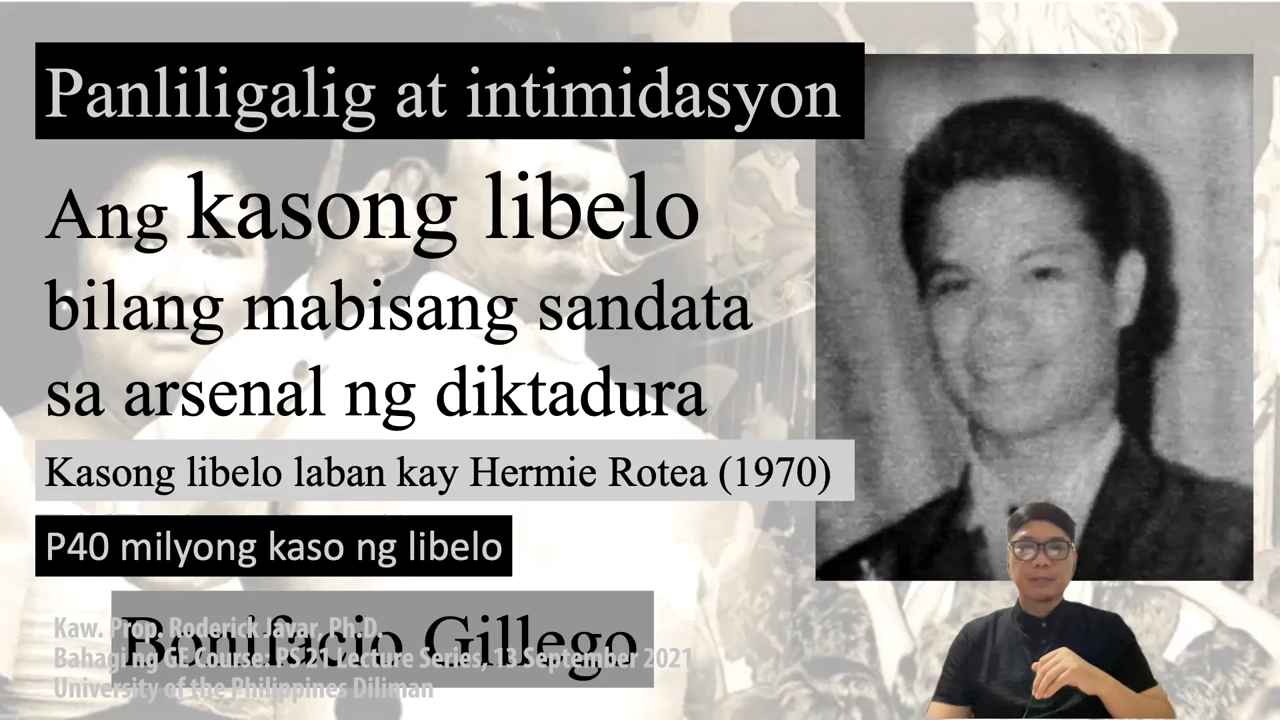 Panliligalig at intimidasyon
Ang kasong libelo
bilang mabisang sandata
sa arsenal ng diktadura
Kasong libelo laban kay Hermie Rotea (1970)
P40 milyong kaso ng libelo
Bonifacio Gillego
Kaw. Prop. Roderick Javar, Ph.D.
Bahagi ng GE Course: PS 21 Lecture Series, 13 September 2021
University of the Philippines Diliman